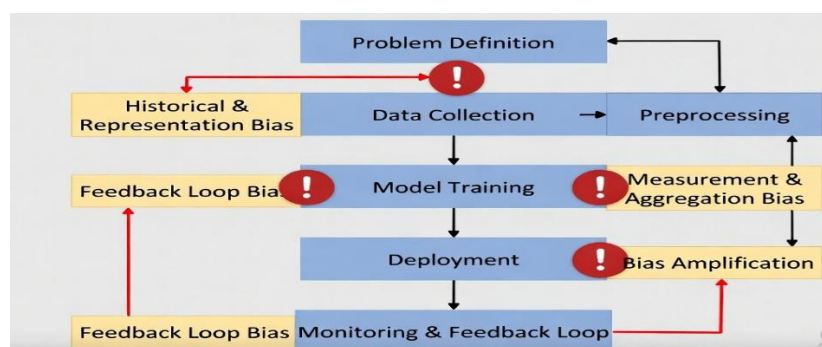 Problem Definition
!
Historical &
Representation Bias
Data Collection
Preprocessing
Feedback Loop Bia
!
Model Training
!
Measurement &
Aggregation Bias
Deployment
!
Bias Amplification
Feedback Loop Bias
Monitoring & Feedback Loop